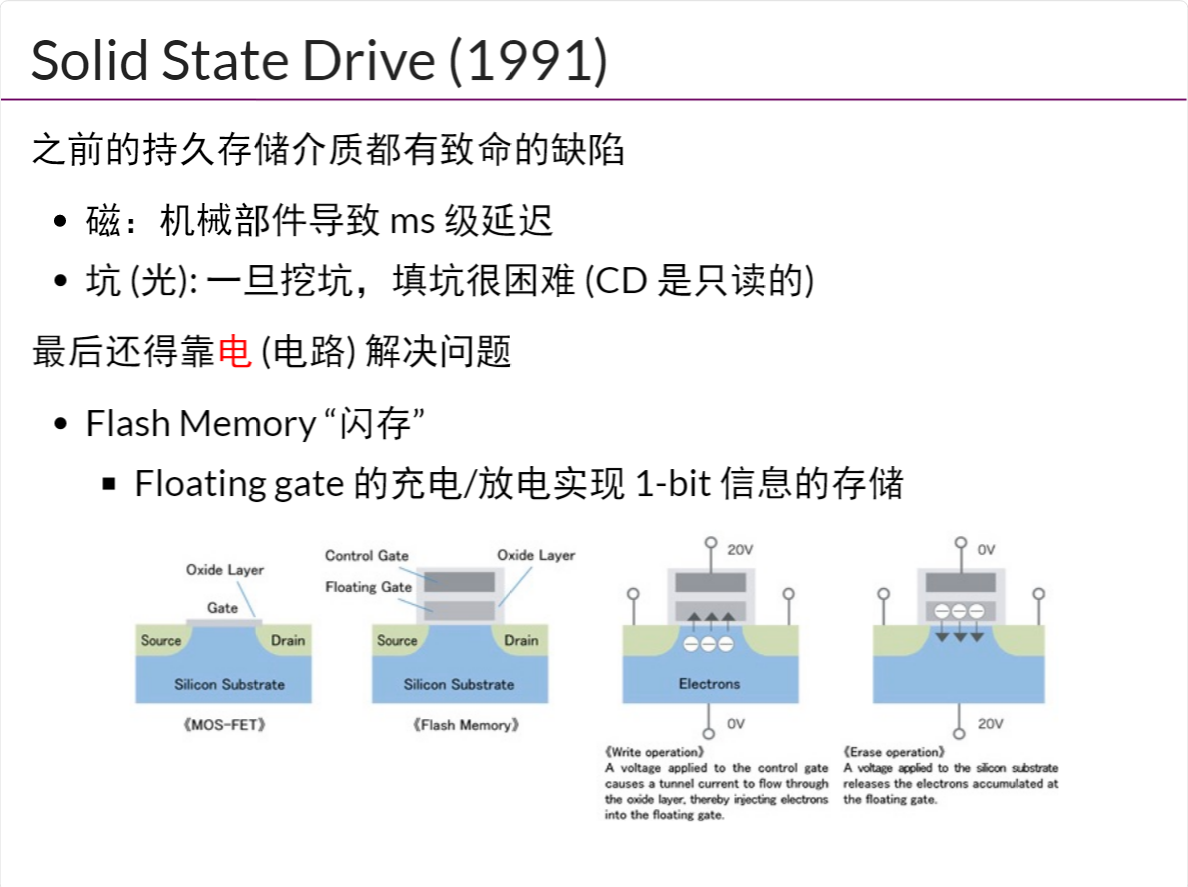 Solid State Drive (1991)
之前的持久存储介质都有致命的缺陷
• 磁：机械部件导致 ms 级延迟
• 坑 (光): 一旦挖坑，填坑很困难 (CD 是只读的)
最后还得靠电 (电路) 解决问题
• Flash Memory “闪存”
▪ Floating gate 的充电/放电实现 1-bit 信息的存储
Oxide Layer
Gate
Source
Drain
Silicon Substrate
《MOS-FET》
Control Gate
Oxide Layer
Floating Gate
Source
Drain
Silicon Substrate
《Flash Memory》
20V
Electrons
0V
《Write operation》
A voltage applied to the control gate
causes a tunnel current to flow through
the oxide layer, thereby injecting electrons
into the floating gate.
0V
20V
《Erase operation》
A voltage applied to the silicon substrate
releases the electrons accumulated at
the floating gate.